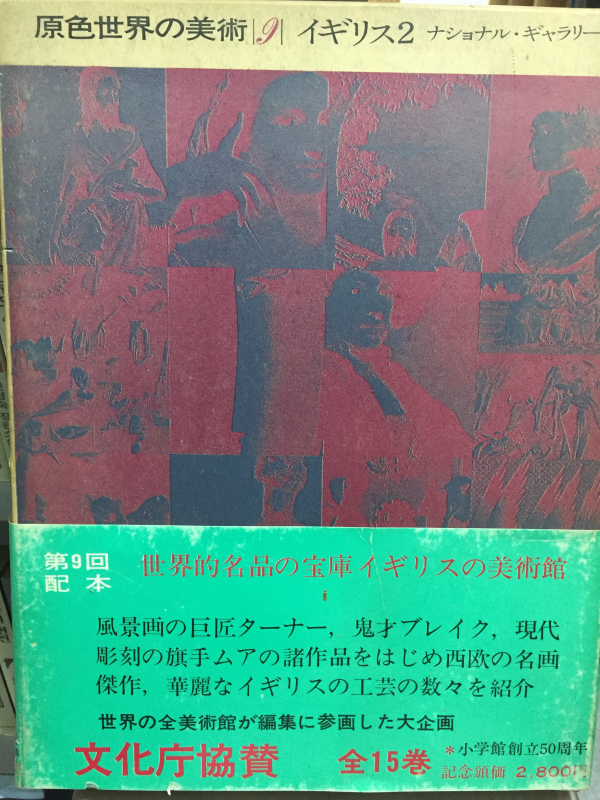 原色世界の美術|9| イギリス2 ナショナル・ギャラリー
第9回
配本
世界的名品の宝庫イギリスの美術館
風景画の巨匠ターナー，鬼才ブレイク，現代
彫刻の旗手ムアの諸作品をはじめ西欧の名画
傑作，華麗なイギリスの工芸の数々を紹介
世界の全美術館が編集に参画した大企画
文化庁協賛 全15巻
*小学館創立50周年
記念頒価 2,800円